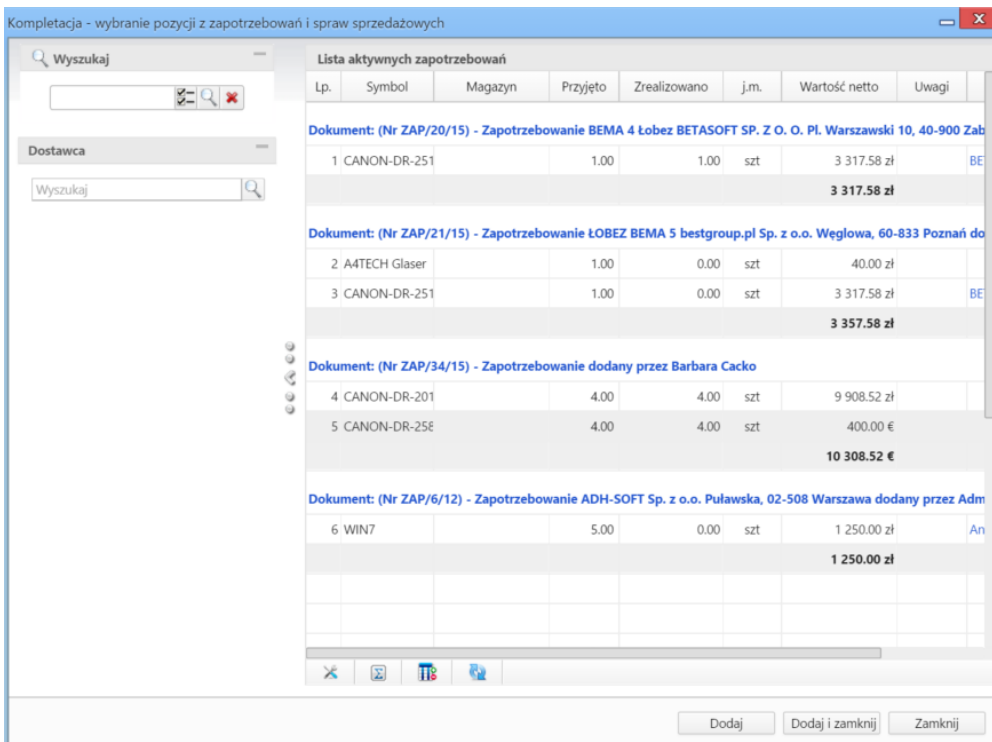 Kompletacja - wybranie pozycji z zapotrzebowań i spraw sprzedażowych
Wyszukaj
Dostawca
Wyszukaj
Lista aktywnych zapotrzebowań
Lp. Symbol Magazyn Przyjęto Zrealizowano j.m. Wartość netto Uwagi
Dokument: (Nr ZAP/20/15) - Zapotrzebowanie BEMA 4 Łobez BETASOFT SP. Z O. O. Pl. Warszawski 10, 40-900 Zab
1 CANON-DR-251 1.00 1.00 szt 3 317.58 zł BE
3 317.58 zł
Dokument: (Nr ZAP/21/15) - Zapotrzebowanie ŁOBEZ BEMA 5 bestgroup.pl Sp. z o.o. Węglowa, 60-833 Poznań do
2 A4TECH Glaser 1.00 0.00 szt 40.00 zł
3 CANON-DR-251 1.00 0.00 szt 3 317.58 zł BE
3 357.58 zł
Dokument: (Nr ZAP/34/15) - Zapotrzebowanie dodany przez Barbara Cacko
4 CANON-DR-201 4.00 4.00 szt 9 908.52 zł
5 CANON-DR-258 4.00 4.00 szt 400.00 €
10 308.52 €
Dokument: (Nr ZAP/6/12) - Zapotrzebowanie ADH-SOFT Sp. z o.o. Puławska, 02-508 Warszawa dodany przez Adm
6 WIN7 5.00 0.00 szt 1 250.00 zł An
1 250.00 zł
Dodaj Dodaj i zamknij Zamknij